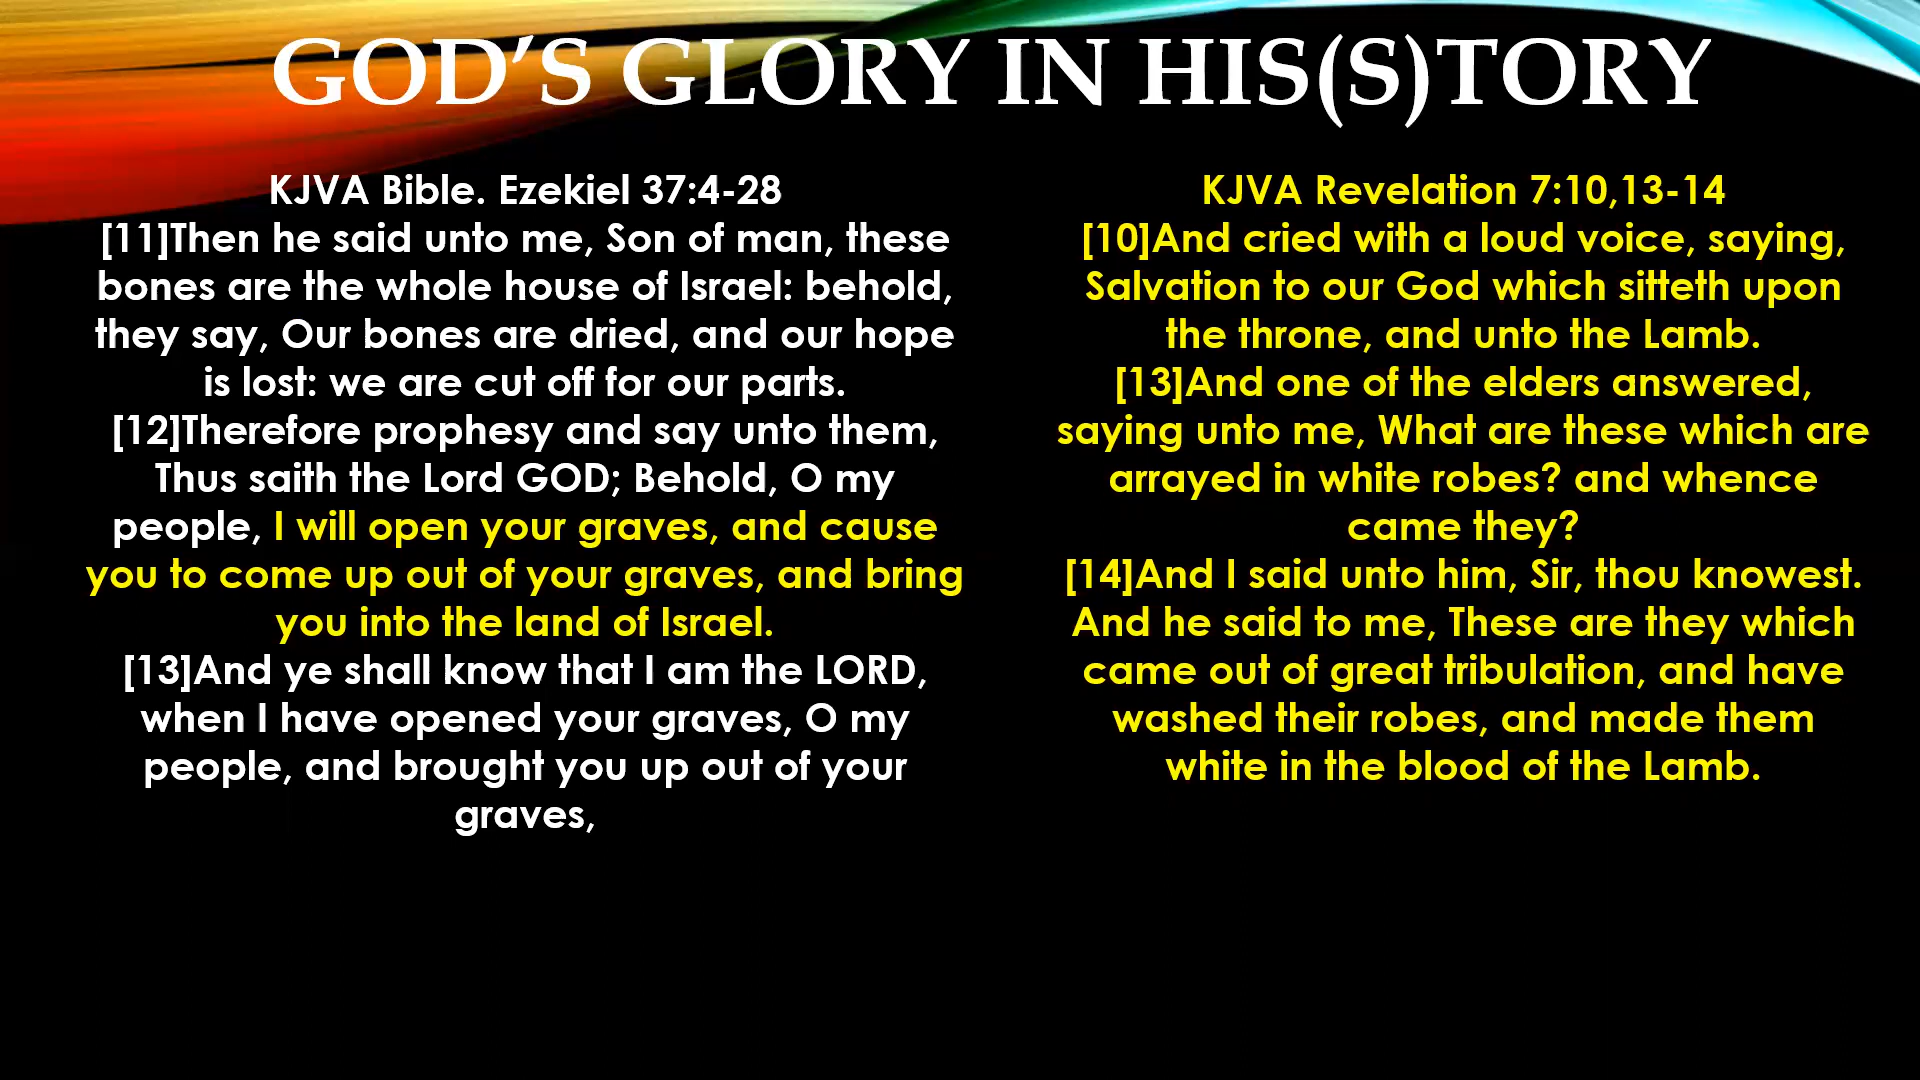 GOD’S GLORY IN HIS(S)TORY
KJVA Bible. Ezekiel 37:4-28
[11]Then he said unto me, Son of man, these
bones are the whole house of Israel: behold,
they say, Our bones are dried, and our hope
is lost: we are cut off for our parts.
[12]Therefore prophesy and say unto them,
Thus saith the Lord GOD; Behold, O my
people, I will open your graves, and cause
you to come up out of your graves, and bring
you into the land of Israel.
[13]And ye shall know that I am the LORD,
when I have opened your graves, O my
people, and brought you up out of your
graves,
KJVA Revelation 7:10,13-14
[10]And cried with a loud voice, saying,
Salvation to our God which sitteth upon
the throne, and unto the Lamb.
[13]And one of the elders answered,
saying unto me, What are these which are
arrayed in white robes? and whence
came they?
[14]And I said unto him, Sir, thou knowest.
And he said to me, These are they which
came out of great tribulation, and have
washed their robes, and made them
white in the blood of the Lamb.